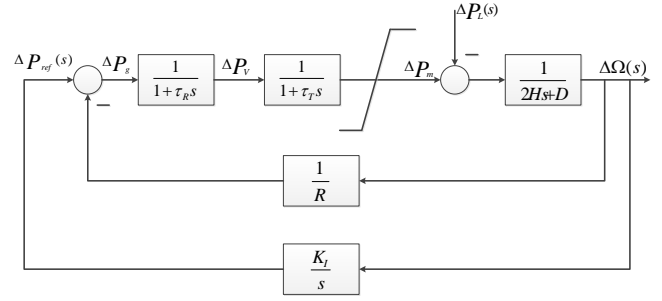 ΔP_L(s)
ΔP_ref(s) ΔP_g 1/(1+τ_R s) ΔP_V 1/(1+τ_T s) ΔP_m 1/(2Hs+D) ΔΩ(s)
1/R
K_I/s